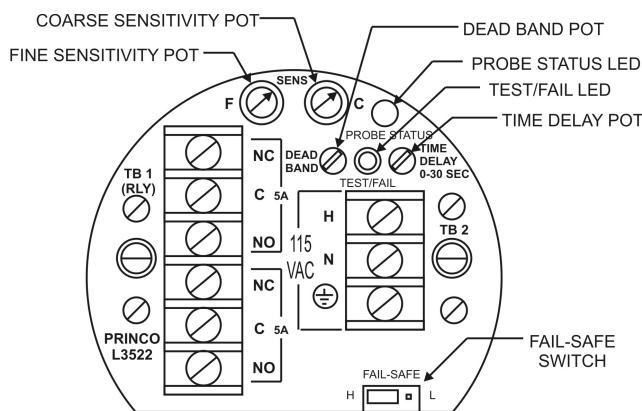 COARSE SENSITIVITY POT
FINE SENSITIVITY POT
DEAD BAND POT
PROBE STATUS LED
TEST/FAIL LED
TIME DELAY POT
SENS
F
C
PROBE STATUS
DEAD
BAND
TIME
DELAY
0-30 SEC
TEST/FAIL
TB 1
(RLY)
NC
C 5A
NO
NC
C 5A
NO
115
VAC
H
N
TB 2
PRINCO
L3522
FAIL-SAFE
H
L
FAIL-SAFE
SWITCH